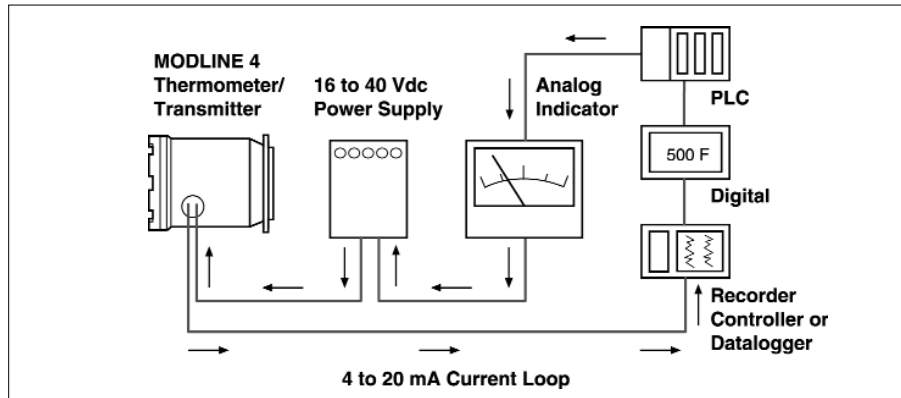 MODLINE 4
Thermometer/
Transmitter
16 to 40 Vdc
Power Supply
Analog
Indicator
PLC
500 F
Digital
Recorder
Controller or
Datalogger
4 to 20 mA Current Loop